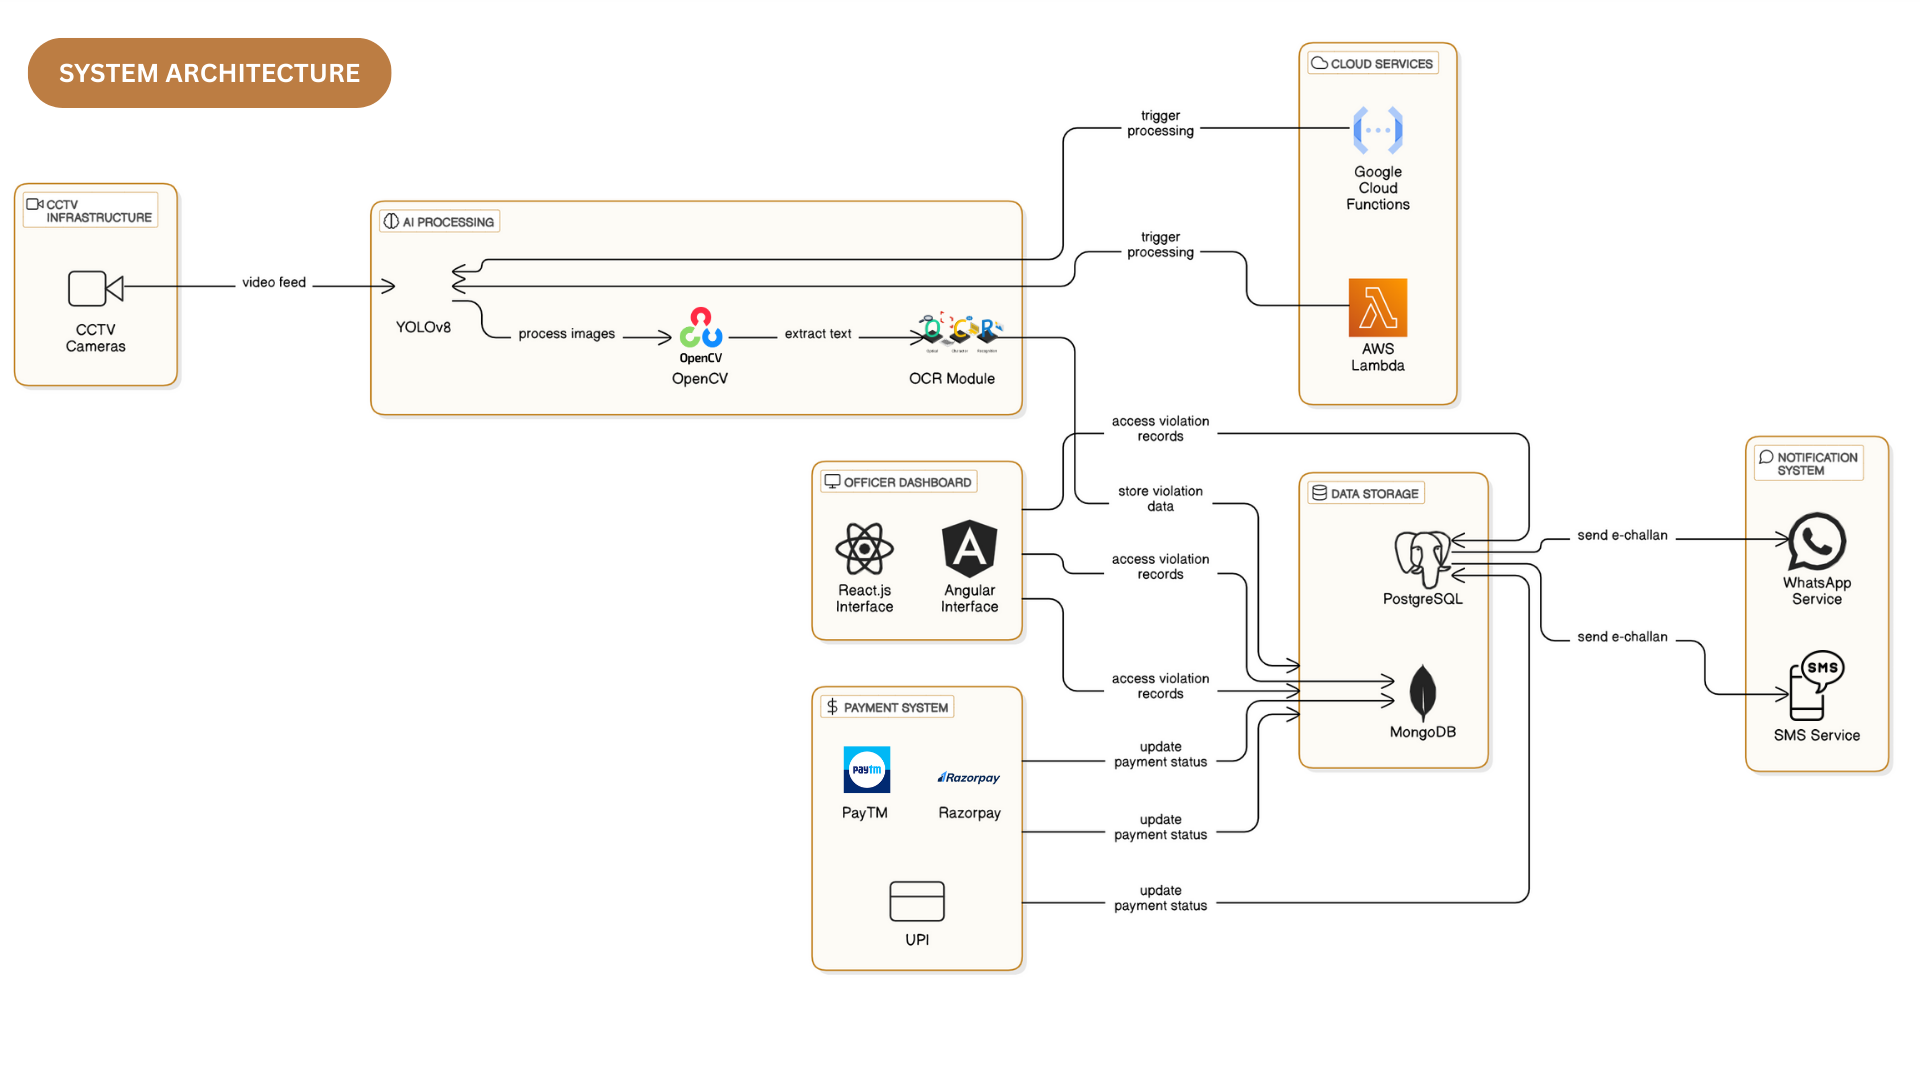 SYSTEM ARCHITECTURE
CLOUD SERVICES
trigger
processing
Google
Cloud
Functions
trigger
processing
AWS
Lambda
CCTV
INFRASTRUCTURE
CCTV
Cameras
video feed
AI PROCESSING
YOLOv8
process images
OpenCV
OpenCV
extract text
OCR
Optical
Character
Recognition
OCR Module
access violation
records
OFFICER DASHBOARD
React.js
Interface
Angular
Interface
store violation
data
access violation
records
access violation
records
DATA STORAGE
PostgreSQL
MongoDB
send e-challan
send e-challan
NOTIFICATION
SYSTEM
WhatsApp
Service
SMS
SMS Service
PAYMENT SYSTEM
paytm
PayTM
Razorpay
Razorpay
UPI
update
payment status
update
payment status
update
payment status